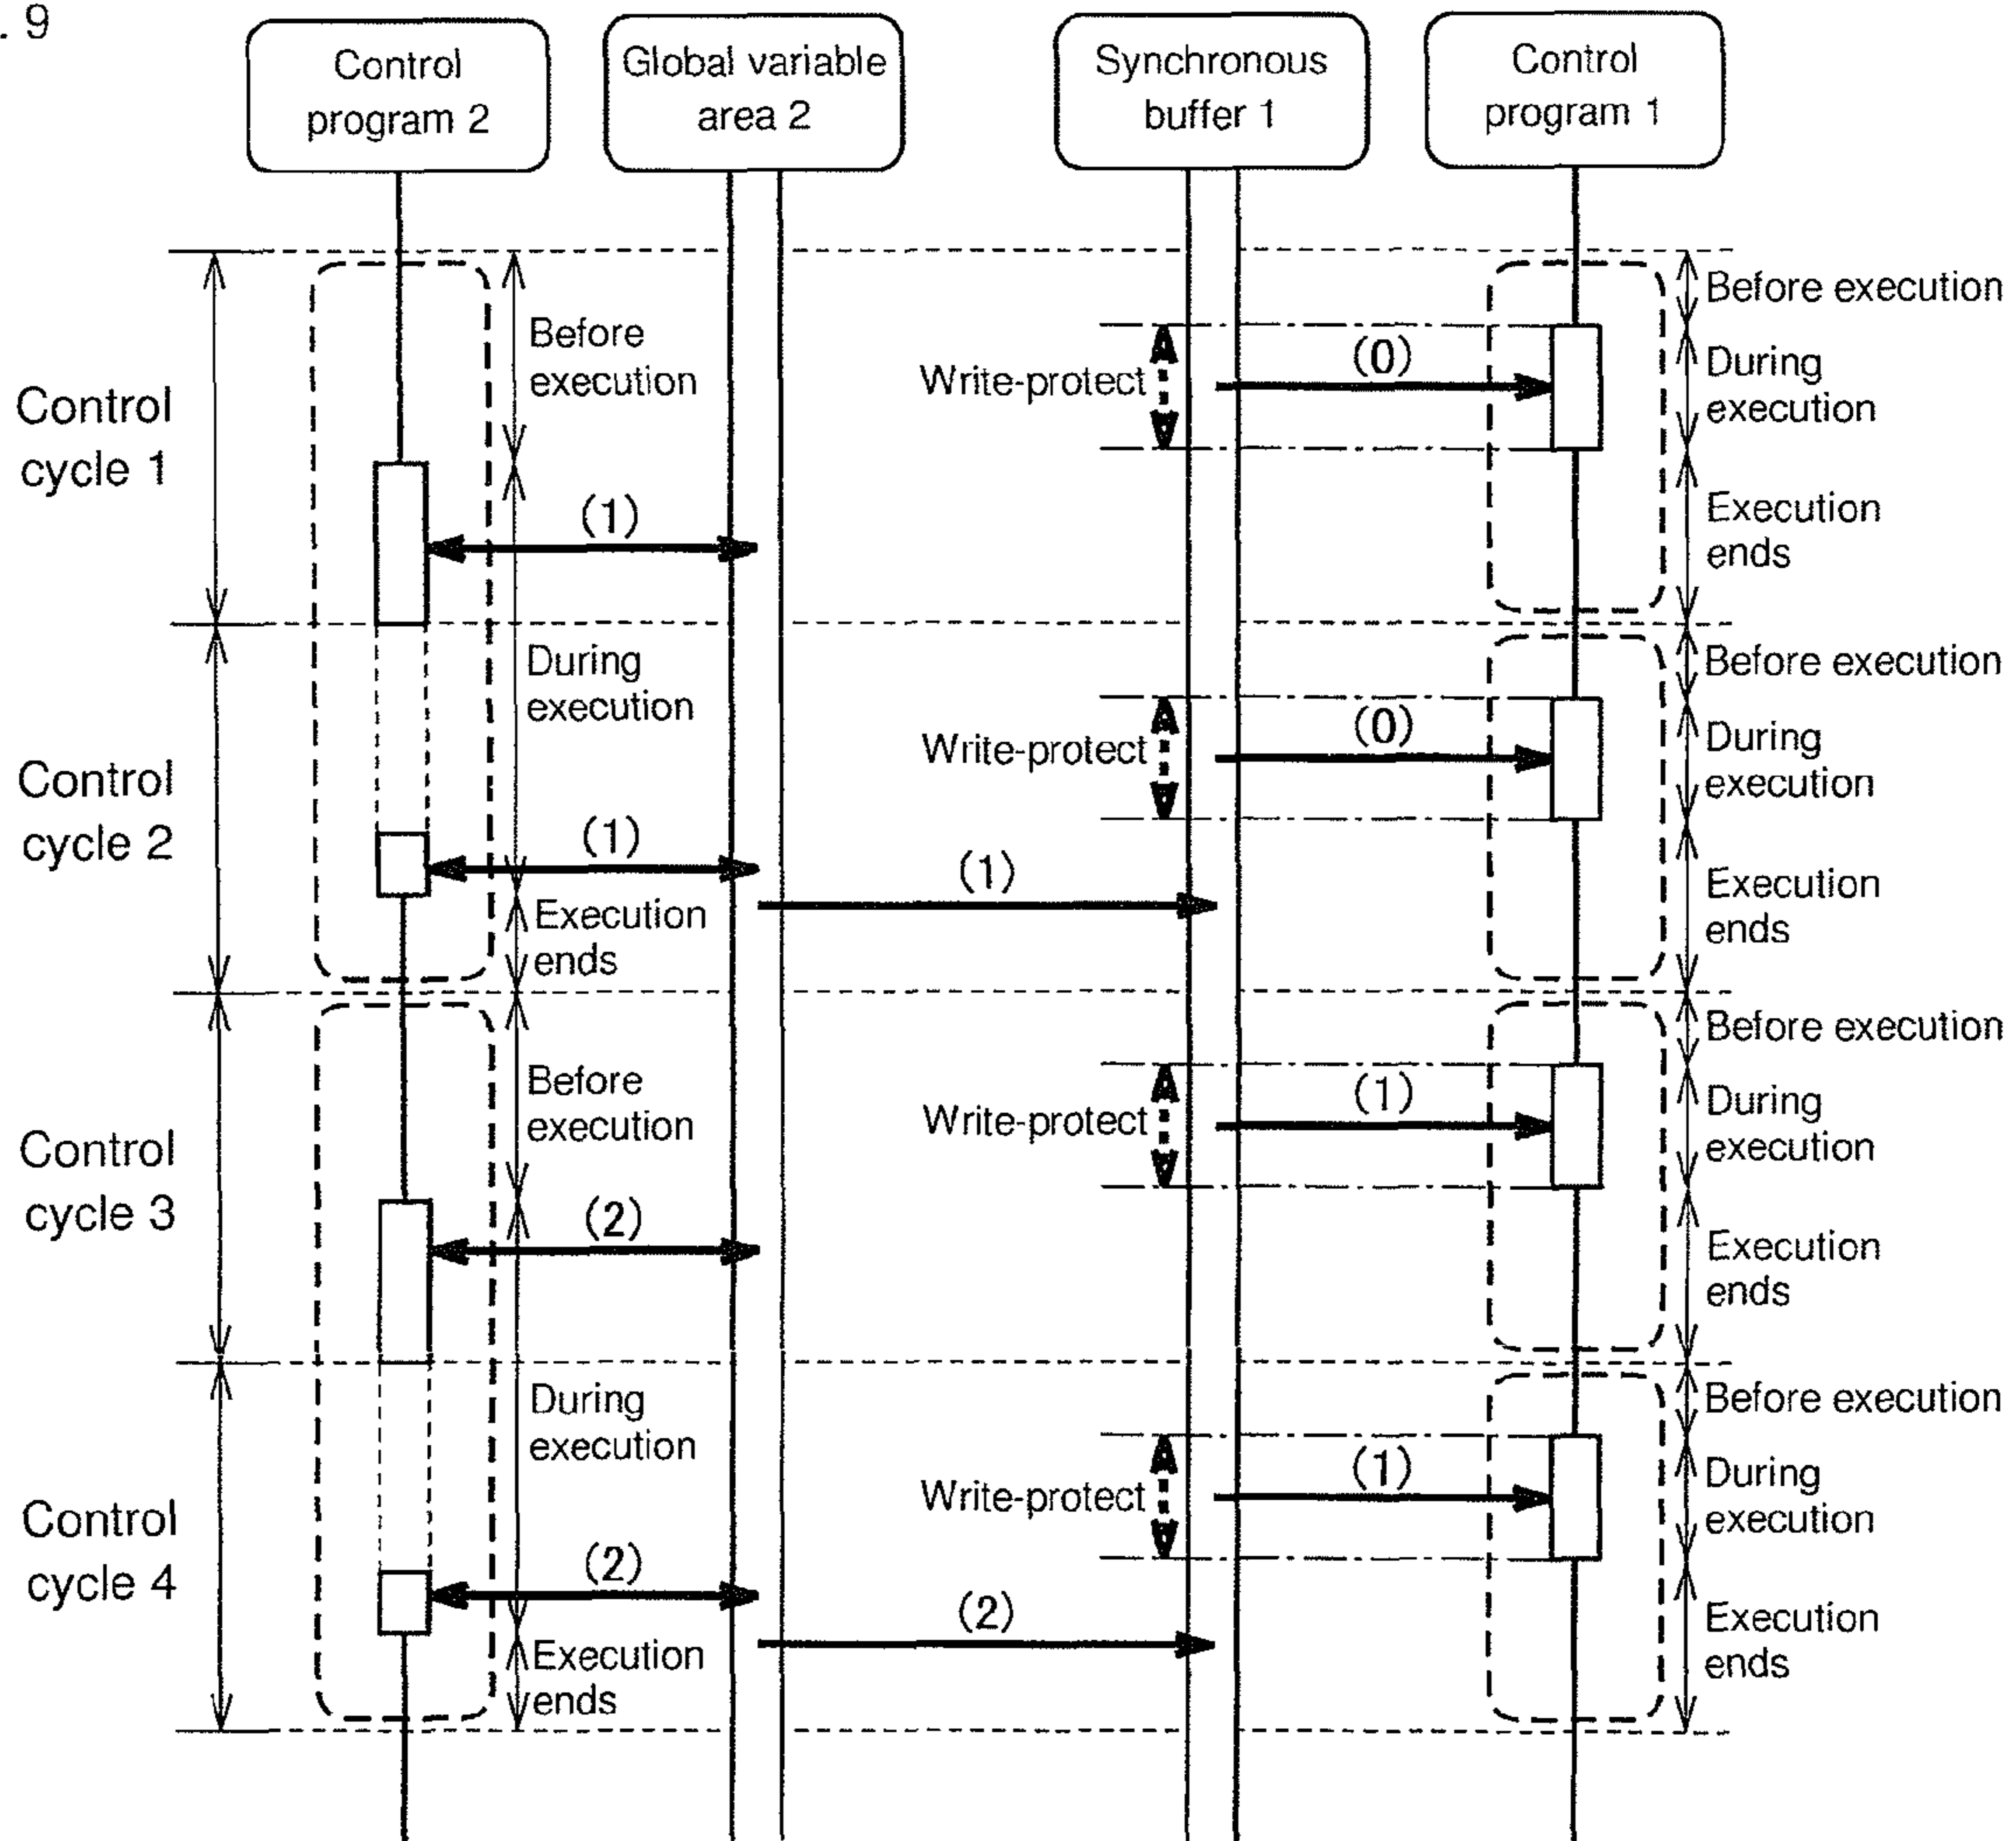 . 9
Control
program 2
Global variable
area 2
Synchronous
buffer 1
Control
program 1
Control
cycle 1
Before
execution
(1)
Write-protect
(0)
Before execution
During
execution
Execution
ends
Control
cycle 2
During
execution
(1)
Execution
ends
(1)
Write-protect
(0)
Before execution
During
execution
Execution
ends
Control
cycle 3
Before
execution
(2)
Write-protect
(1)
Before execution
During
execution
Execution
ends
Control
cycle 4
During
execution
(2)
Execution
ends
(2)
Write-protect
(1)
Before execution
During
execution
Execution
ends